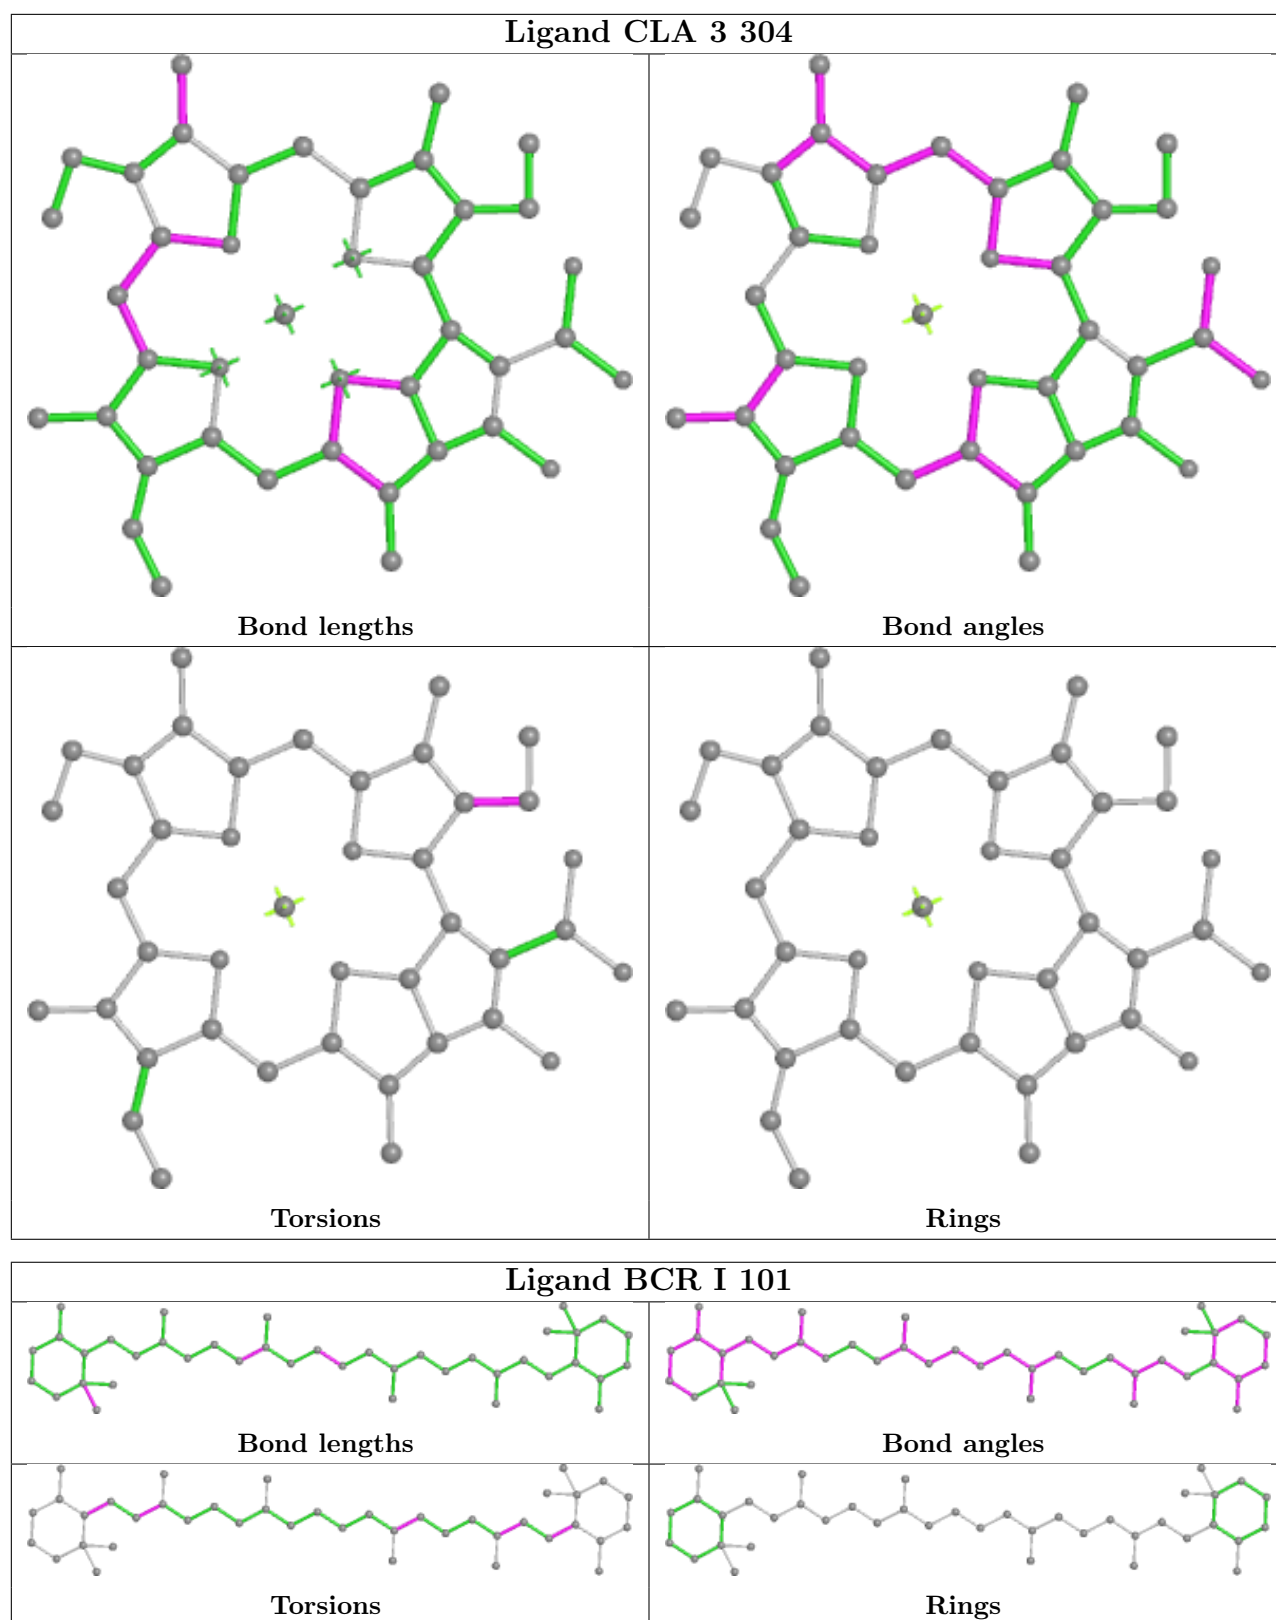 Ligand CLA 3 304
Bond lengths
Bond angles
Torsions
Rings
Ligand BCR I 101
Bond lengths
Bond angles
Torsions
Rings